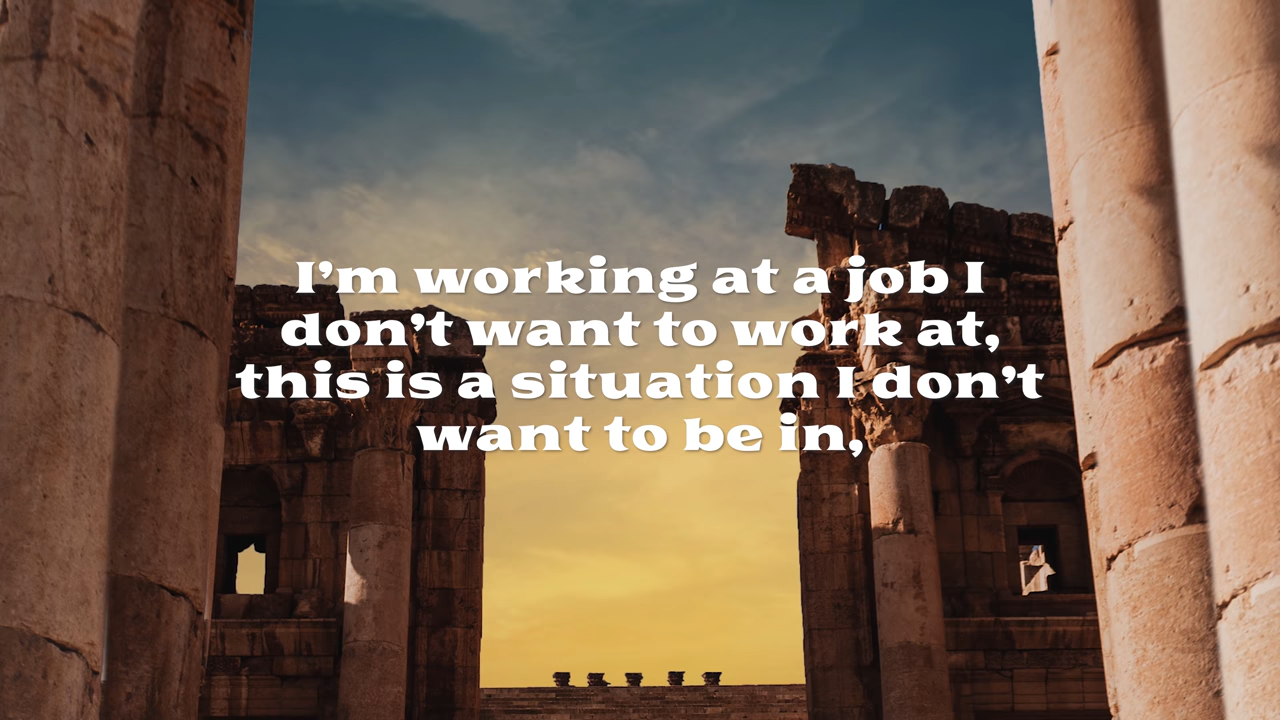 I’m working at a job I
don’t want to work at,
this is a situation I don’t
want to be in,